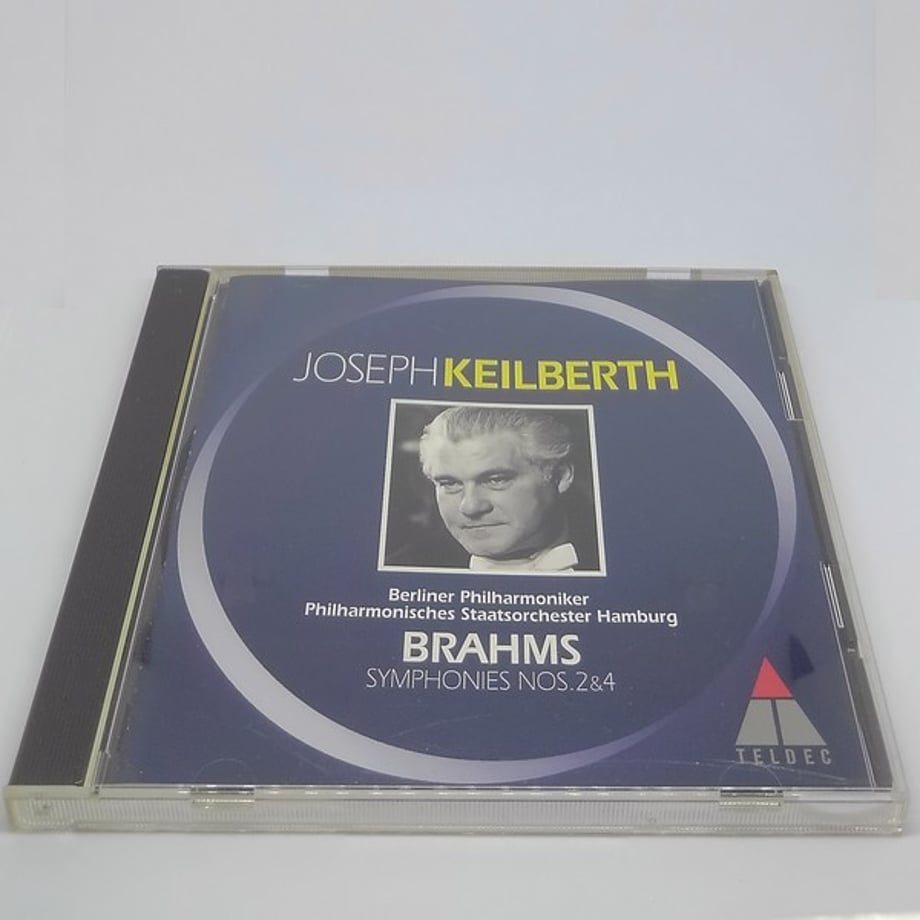 JOSEPH KEILBERTH
Berliner Philharmoniker
Philharmonisches Staatsorchester Hamburg
BRAHMS
SYMPHONIES NOS.2&4
TELDEC